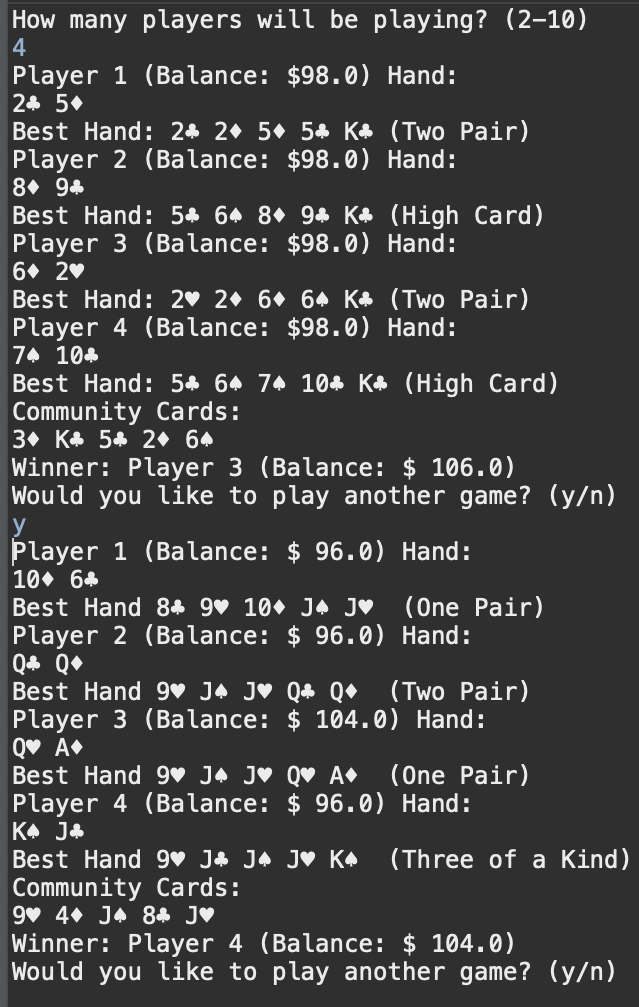 How many players will be playing? (2-10)
4
Player 1 (Balance: $98.0) Hand:
2♣ 5♦
Best Hand: 2♣ 2♦ 5♦ 5♣ K♣ (Two Pair)
Player 2 (Balance: $98.0) Hand:
8♦ 9♣
Best Hand: 5♣ 6♠ 8♦ 9♣ K♣ (High Card)
Player 3 (Balance: $98.0) Hand:
6♦ 2♥
Best Hand: 2♥ 2♦ 6♦ 6♠ K♣ (Two Pair)
Player 4 (Balance: $98.0) Hand:
7♠ 10♣
Best Hand: 5♣ 6♠ 7♠ 10♣ K♣ (High Card)
Community Cards:
3♦ K♣ 5♣ 2♦ 6♠
Winner: Player 3 (Balance: $ 106.0)
Would you like to play another game? (y/n)
y
Player 1 (Balance: $ 96.0) Hand:
10♦ 6♣
Best Hand 8♣ 9♥ 10♦ J♠ J♥  (One Pair)
Player 2 (Balance: $ 96.0) Hand:
Q♣ Q♦
Best Hand 9♥ J♠ J♥ Q♣ Q♦  (Two Pair)
Player 3 (Balance: $ 104.0) Hand:
Q♥ A♦
Best Hand 9♥ J♠ J♥ Q♥ A♦  (One Pair)
Player 4 (Balance: $ 96.0) Hand:
K♠ J♣
Best Hand 9♥ J♣ J♠ J♥ K♠  (Three of a Kind)
Community Cards:
9♥ 4♦ J♠ 8♣ J♥
Winner: Player 4 (Balance: $ 104.0)
Would you like to play another game? (y/n)